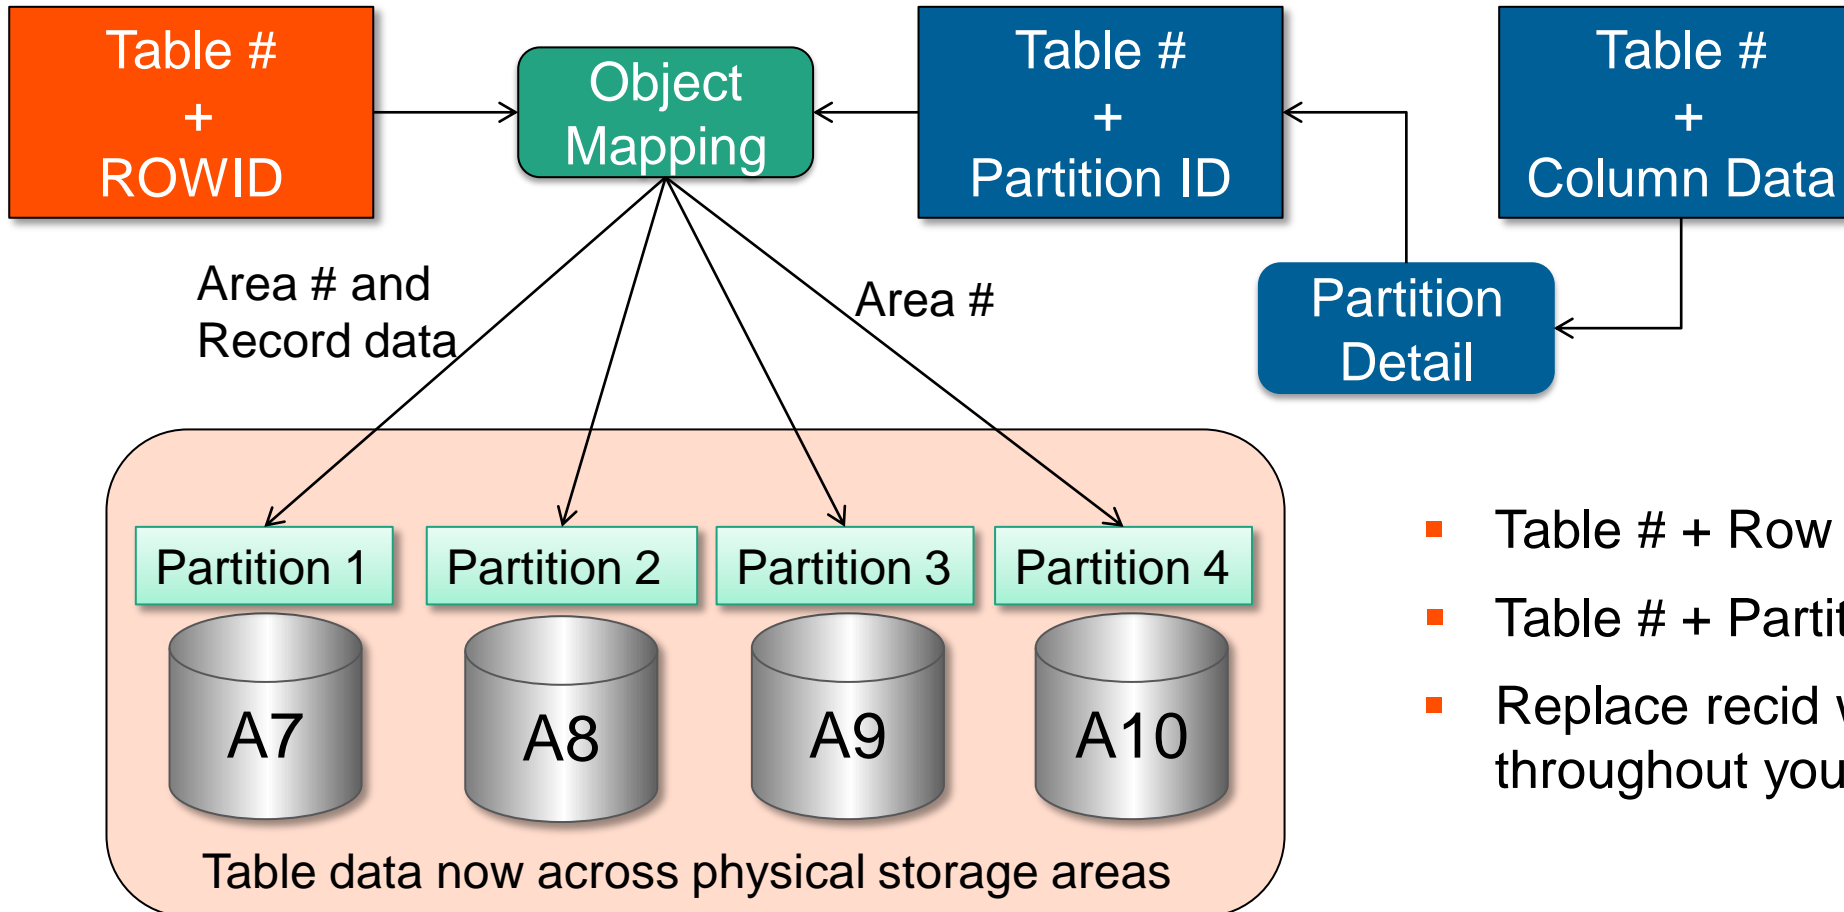 Table #
+
ROWID
Object
Mapping
Table #
+
Partition ID
Table #
+
Column Data
Area # and
Record data
Area #
Partition
Detail
Partition 1
Partition 2
Partition 3
Partition 4
A7
A8
A9
A10
Table data now across physical storage areas
Table # + Row
Table # +
Replace recid
throughout